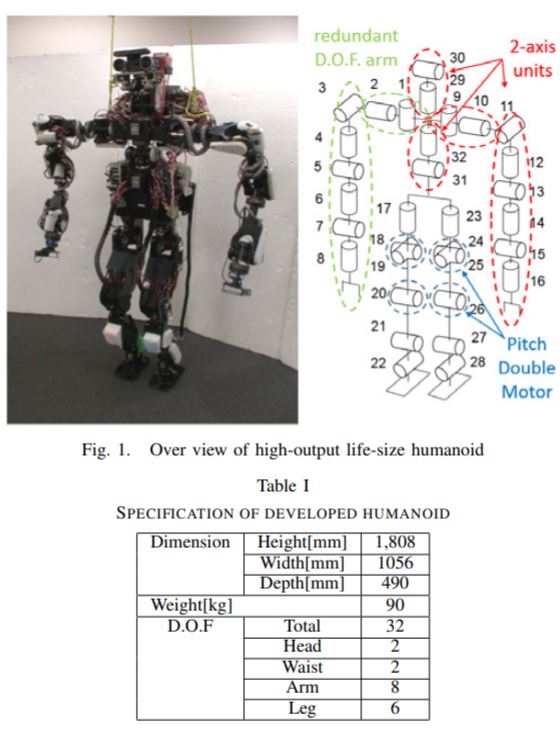 redundant
D.O.F. arm
2-axis
units
30
29
3
2
1
9
10
11
4
32
12
5
31
13
6
17
23
14
7
18
24
15
8
19
25
16
20
26
21
27
22
28
Pitch
Double
Motor
Fig. 1. Over view of high-output life-size humanoid
Table I
SPECIFICATION OF DEVELOPED HUMANOID
Dimension Height[mm] 1,808
Width[mm] 1056
Depth[mm] 490
Weight[kg] 90
D.O.F Total 32
Head 2
Waist 2
Arm 8
Leg 6